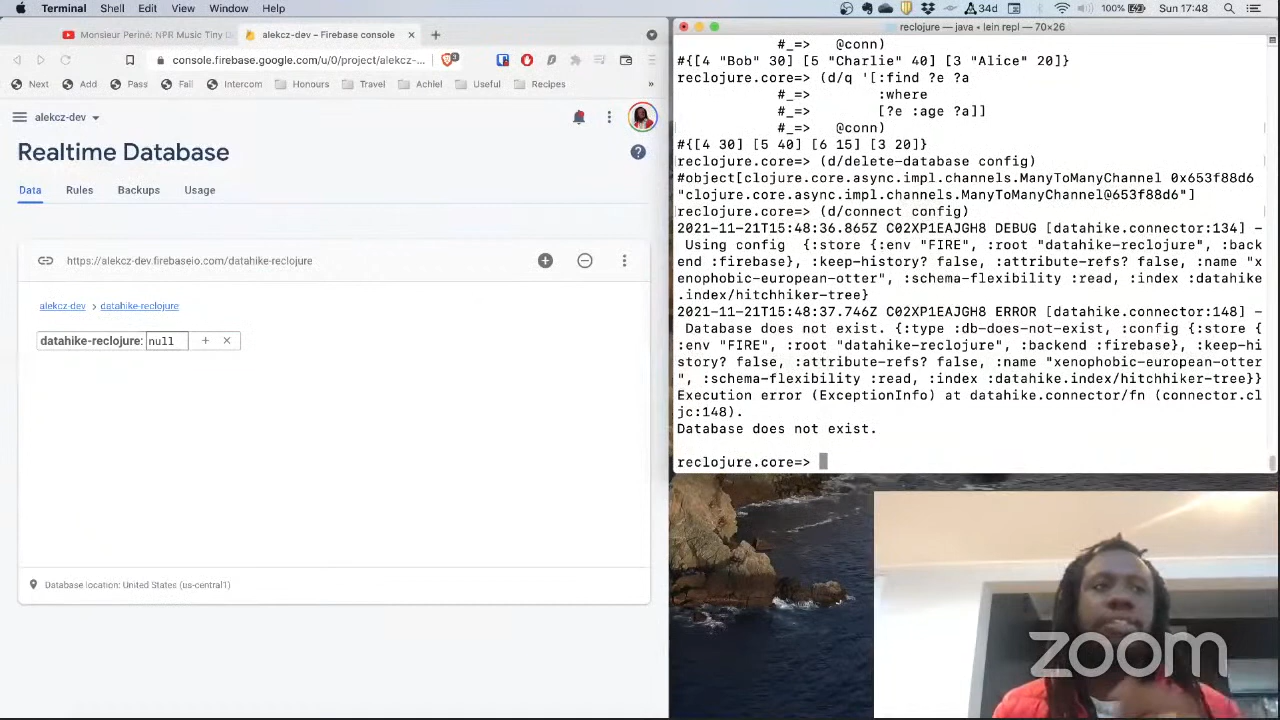 Terminal Shell Edit View Window Help
34d 100% Sun 17:48
Monsieur Periné: NPR Music Tiny
alekcz-dev – Firebase console
console.firebase.google.com/u/0/project/alekcz-...
Next Add Pass Fail Intercom Honours Travel Achiel Useful Recipes
alekcz-dev
Realtime Database
Data Rules Backups Usage
https://alekcz-dev.firebaseio.com/datahike-reclojure
alekcz-dev > datahike-reclojure
datahike-reclojure: null + ×
Database location: United States (us-central1)
reclojure — java • lein repl — 70×26
#_=> @conn)
#{[4 "Bob" 30] [5 "Charlie" 40] [3 "Alice" 20]}
reclojure.core=> (d/q '[:find ?e ?a
#_=> :where
#_=> [?e :age ?a]]
#_=> @conn)
#{[4 30] [5 40] [6 15] [3 20]}
reclojure.core=> (d/delete-database config)
#object[clojure.core.async.impl.channels.ManyToManyChannel 0x653f88d6
"clojure.core.async.impl.channels.ManyToManyChannel@653f88d6"]
reclojure.core=> (d/connect config)
2021-11-21T15:48:36.865Z C02XP1EAJGH8 DEBUG [datahike.connector:134] -
Using config {:store {:env "FIRE", :root "datahike-reclojure", :back
end :firebase}, :keep-history? false, :attribute-refs? false, :name "x
enophobic-european-otter", :schema-flexibility :read, :index :datahike
.index/hitchhiker-tree}
2021-11-21T15:48:37.746Z C02XP1EAJGH8 ERROR [datahike.connector:148] -
Database does not exist. {:type :db-does-not-exist, :config {:store {
:env "FIRE", :root "datahike-reclojure", :backend :firebase}, :keep-hi
story? false, :attribute-refs? false, :name "xenophobic-european-otter
", :schema-flexibility :read, :index :datahike.index/hitchhiker-tree}}
Execution error (ExceptionInfo) at datahike.connector/fn (connector.cl
jc:148).
Database does not exist.
reclojure.core=>
zoom